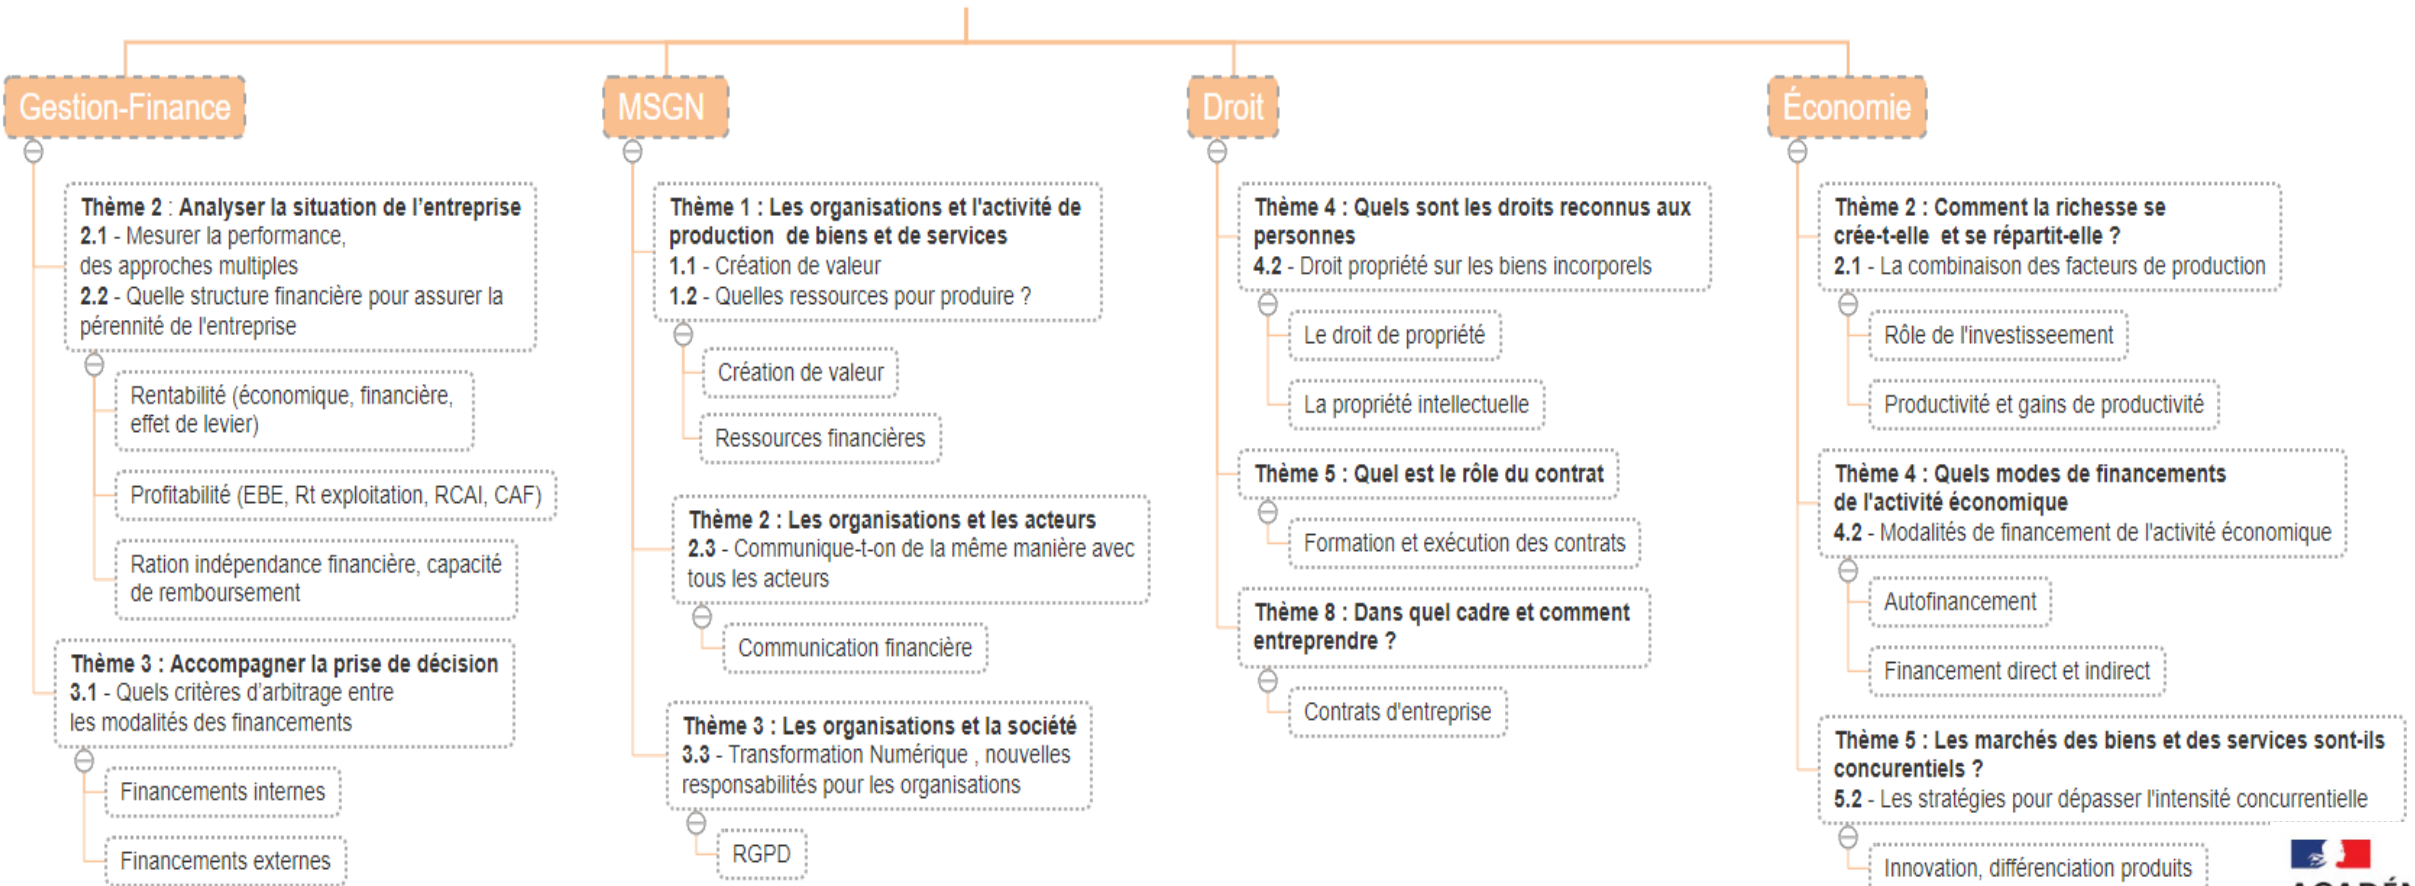 Gestion-Finance
Thème 2 : Analyser la situation de l'entreprise
2.1 - Mesurer la performance,
des approches multiples
2.2 - Quelle structure financière pour assurer la
pérennité de l'entreprise
Rentabilité (économique, financière,
effet de levier)
Profitabilité (EBE, Rt exploitation, RCAI, CAF)
Ration indépendance financière, capacité
de remboursement
Thème 3 : Accompagner la prise de décision
3.1 - Quels critères d'arbitrage entre
les modalités des financements
Financements internes
Financements externes
MSGN
Thème 1 : Les organisations et l'activité de
production de biens et de services
1.1 - Création de valeur
1.2 - Quelles ressources pour produire ?
Création de valeur
Ressources financières
Thème 2 : Les organisations et les acteurs
2.3 - Communique-t-on de la même manière avec
tous les acteurs
Communication financière
Thème 3 : Les organisations et la société
3.3 - Transformation Numérique , nouvelles
responsabilités pour les organisations
RGPD
Droit
Thème 4 : Quels sont les droits reconnus aux
personnes
4.2 - Droit propriété sur les biens incorporels
Le droit de propriété
La propriété intellectuelle
Thème 5 : Quel est le rôle du contrat
Formation et exécution des contrats
Thème 8 : Dans quel cadre et comment
entreprendre ?
Contrats d'entreprise
Économie
Thème 2 : Comment la richesse se
crée-t-elle et se répartit-elle ?
2.1 - La combinaison des facteurs de production
Rôle de l'investisseement
Productivité et gains de productivité
Thème 4 : Quels modes de financements
de l'activité économique
4.2 - Modalités de financement de l'activité économique
Autofinancement
Financement direct et indirect
Thème 5 : Les marchés des biens et des services sont-ils
concurentiels ?
5.2 - Les stratégies pour dépasser l'intensité concurrentielle
Innovation, différenciation produits